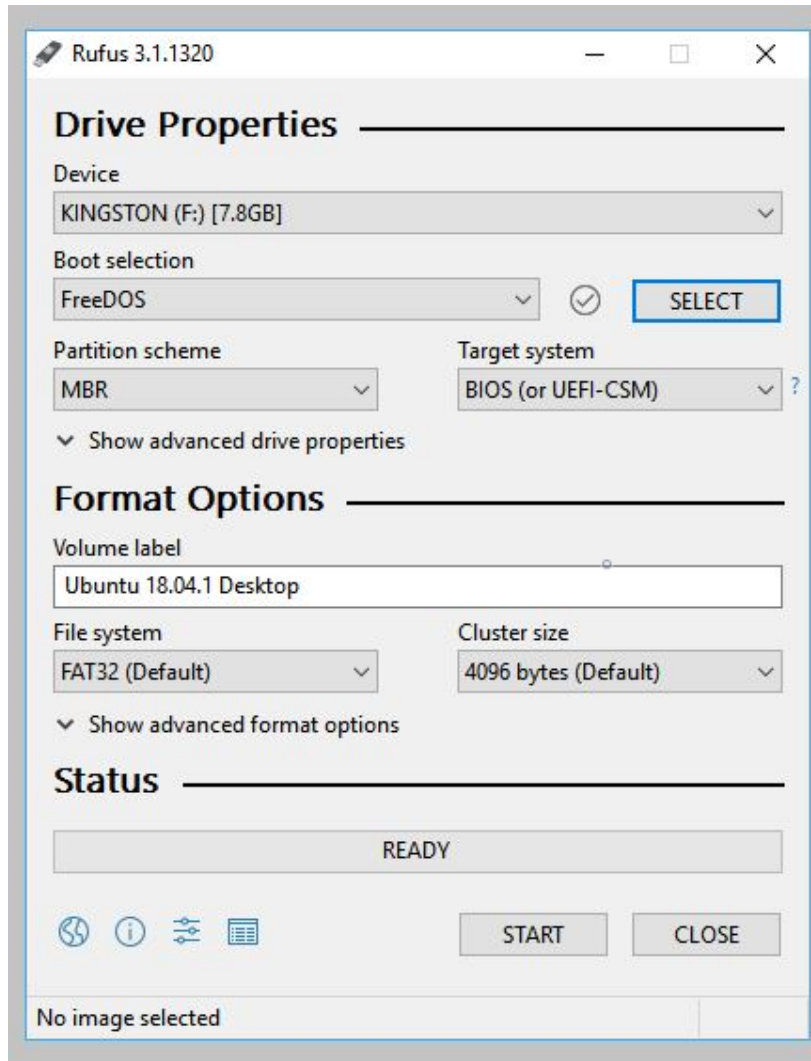 Rufus 3.1.1320
Drive Properties
Device
KINGSTON (F:) [7.8GB]
Boot selection
FreeDOS
SELECT
Partition scheme
Target system
MBR
BIOS (or UEFI-CSM)
?
Show advanced drive properties
Format Options
Volume label
Ubuntu 18.04.1 Desktop
File system
Cluster size
FAT32 (Default)
4096 bytes (Default)
Show advanced format options
Status
READY
START
CLOSE
No image selected